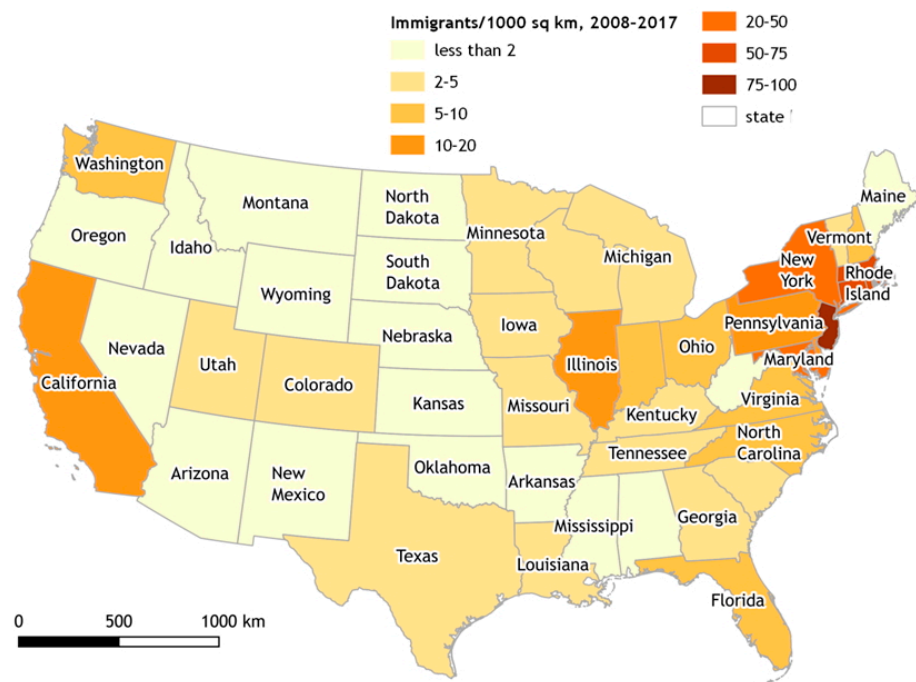 Immigrants/1000 sq km, 2008-2017
less than 2
2-5
5-10
10-20
20-50
50-75
75-100
state
Washington
Montana
North
Dakota
Minnesota
Maine
Oregon
Idaho
Vermont
Michigan
New
York
Rhode
Island
South
Dakota
Wyoming
Iowa
Pennsylvania
Nebraska
Nevada
Utah
Illinois
Ohio
Maryland
California
Colorado
Kansas
Missouri
Kentucky
Virginia
North
Carolina
Tennessee
Arizona
New
Mexico
Oklahoma
Arkansas
Mississippi
Georgia
Texas
Louisiana
Florida
0
500
1000 km